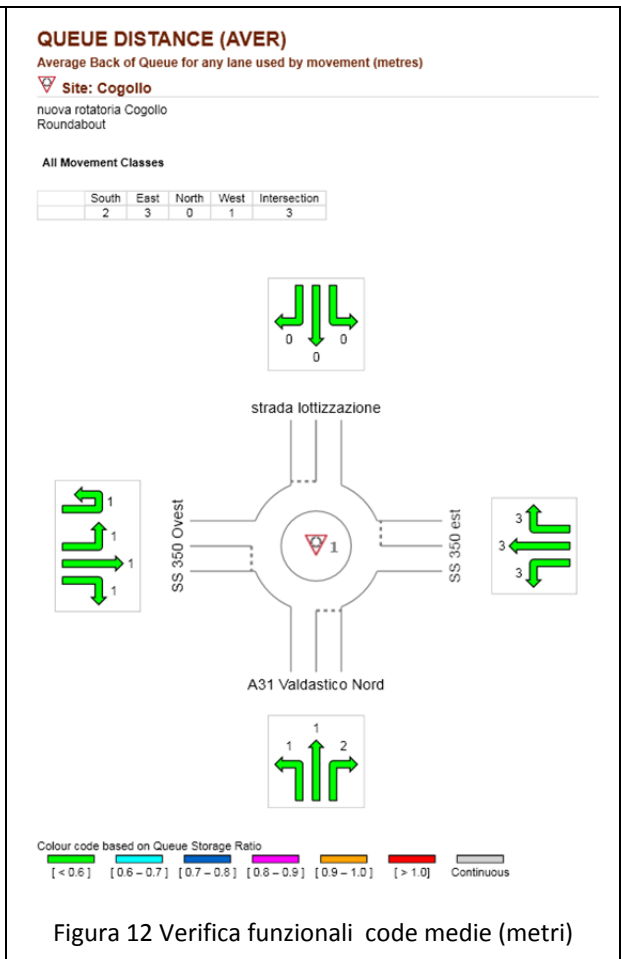 QUEUE DISTANCE (AVER)
Average Back of Queue for any lane used by movement (metres)
Site: Cogollo
nuova rotatoria Cogollo
Roundabout
All Movement Classes
South East North West Intersection
2 3 0 1 3
0 0
0
strada lottizzazione
SS 350 Ovest
SS 350 est
1
1
1
1
1
3
3
3
A31 Valdastico Nord
1
1 2
Colour code based on Queue Storage Ratio
[ < 0.6 ] [ 0.6 – 0.7 ] [ 0.7 – 0.8 ] [ 0.8 – 0.9 ] [ 0.9 – 1.0 ] [ > 1.0] Continuous
Figura 12 Verifica funzionali code medie (metri)